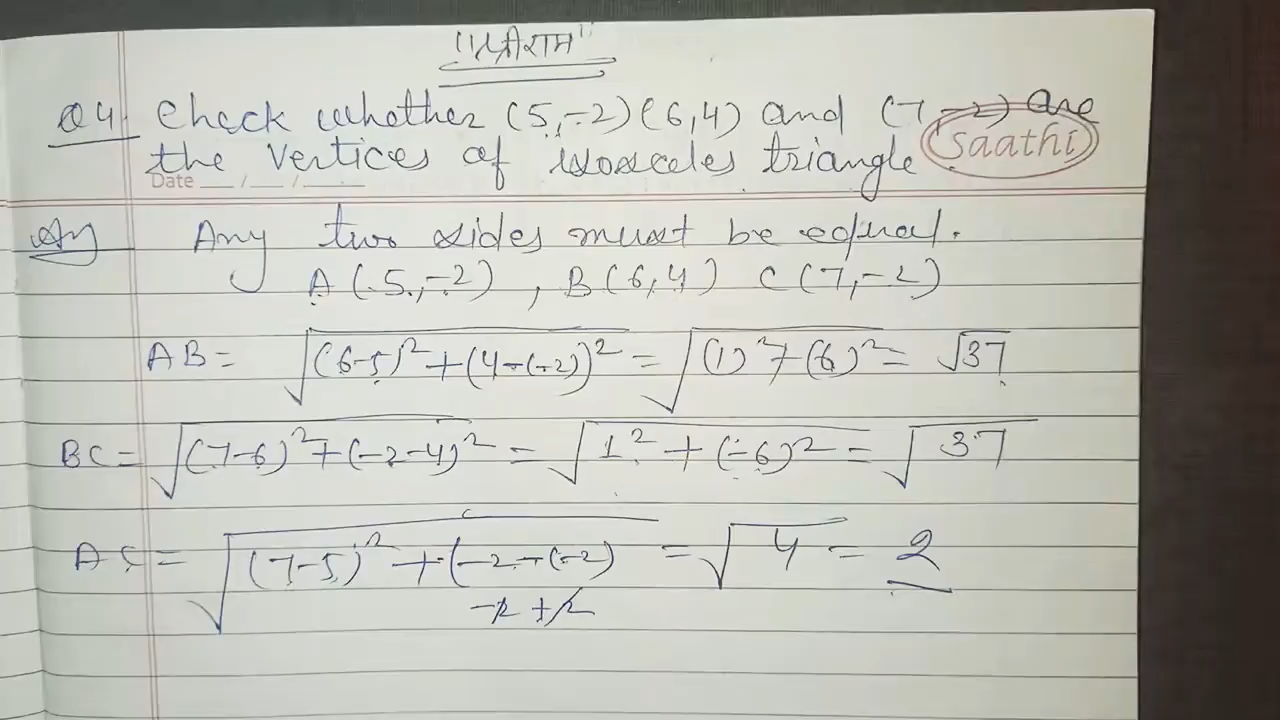 "श्रीराम"
Q4 Check whether (5,-2) (6,4) and (7,-2) are
Saathi
the vertices of isosceles triangle
Date __/__/____
Any two sides must be equal.
A(5,-2), B(6,4) C(7,-2)
AB = √(6-5)²+(4-(-2))² = √(1)²+(6)² = √37
BC = √(7-6)²+(-2-4)² = √1²+(-6)² = √37
AC = √(7-5)²+(-2-(-2) = √4 = 2
-2+2